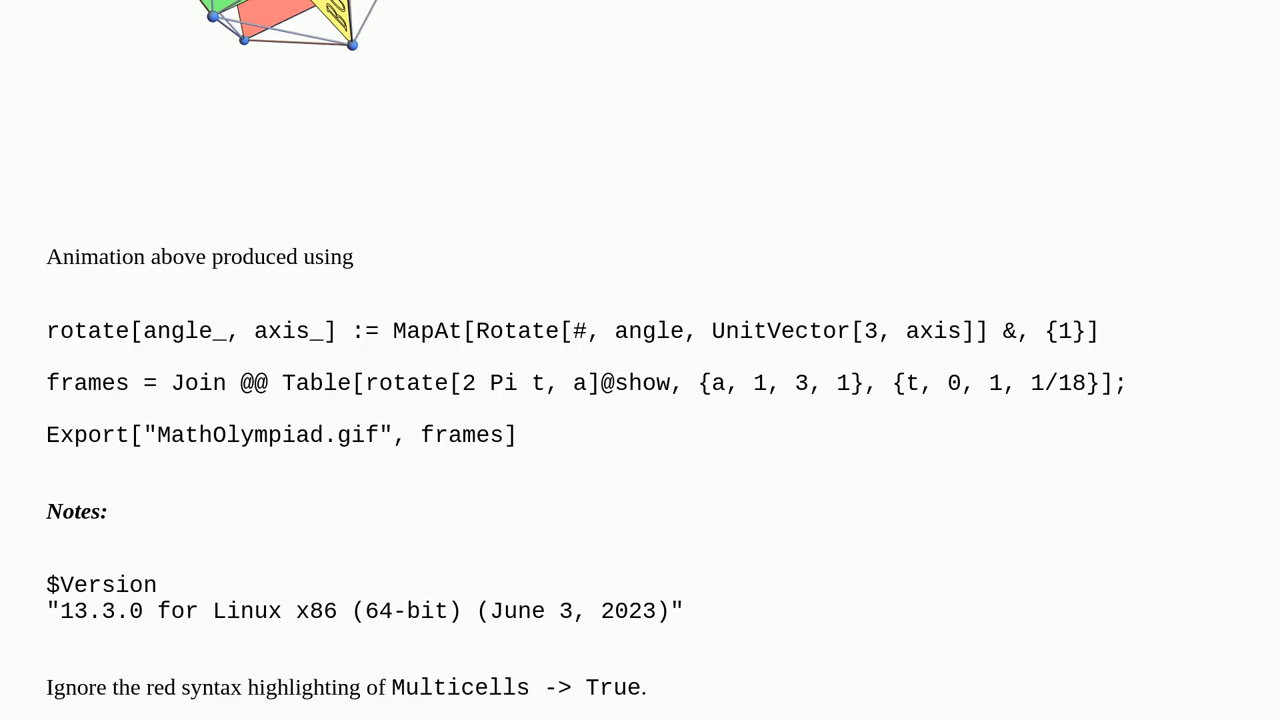 Animation above produced using
rotate[angle_, axis_] := MapAt[Rotate[#, angle, UnitVector[3, axis]] &, {1}]
frames = Join @@ Table[rotate[2 Pi t, a]@show, {a, 1, 3, 1}, {t, 0, 1, 1/18}];
Export["MathOlympiad.gif", frames]
Notes:
$Version
"13.3.0 for Linux x86 (64-bit) (June 3, 2023)"
Ignore the red syntax highlighting of Multicells -> True.